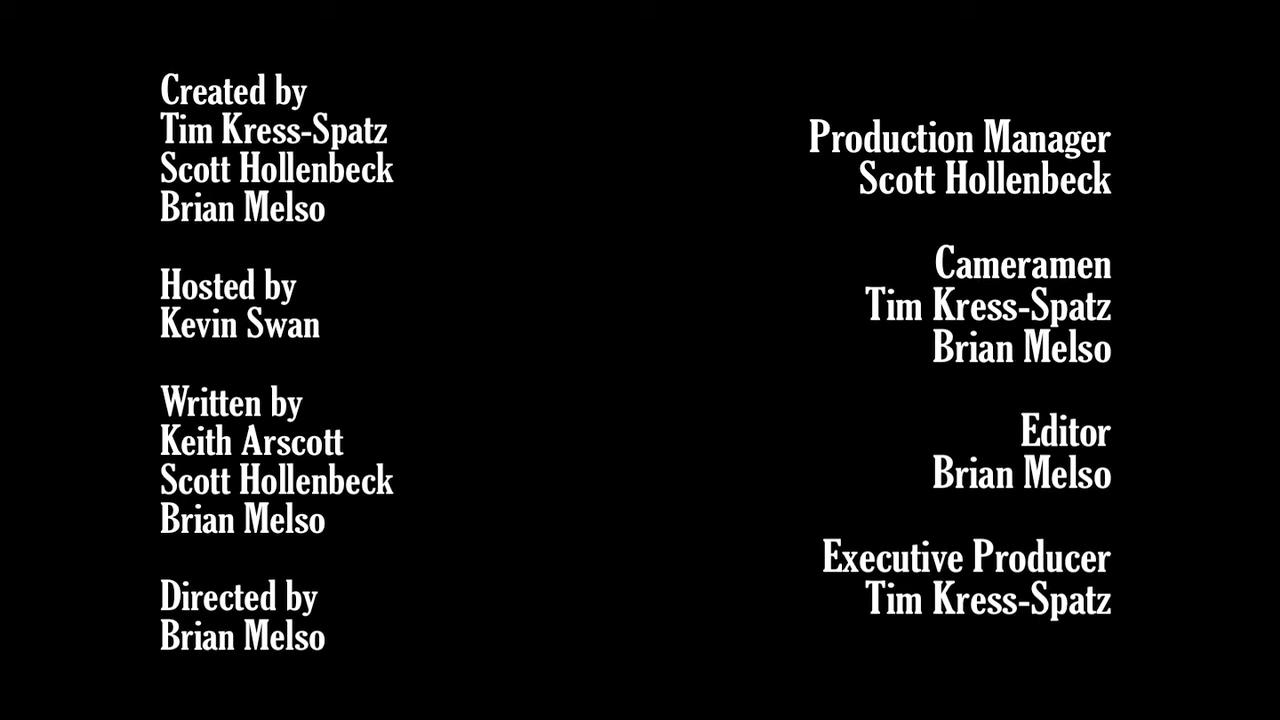 Created by
Tim Kress-Spatz
Scott Hollenbeck
Brian Melso
Hosted by
Kevin Swan
Written by
Keith Arscott
Scott Hollenbeck
Brian Melso
Directed by
Brian Melso
Production Manager
Scott Hollenbeck
Cameramen
Tim Kress-Spatz
Brian Melso
Editor
Brian Melso
Executive Producer
Tim Kress-Spatz